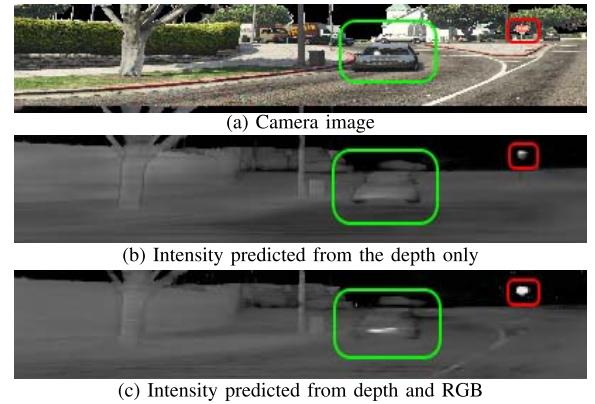 (a) Camera image
(b) Intensity predicted from the depth only
(c) Intensity predicted from depth and RGB